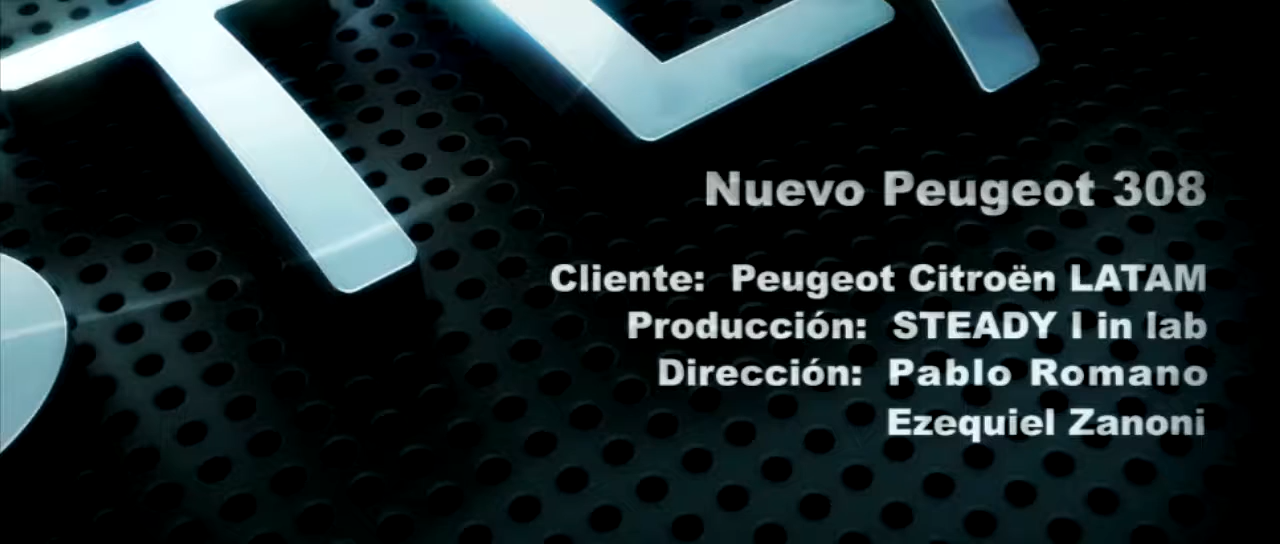 Nuevo Peugeot 308
Cliente: Peugeot Citroën LATAM
Producción: STEADY I in lab
Dirección: Pablo Romano
Ezequiel Zanoni